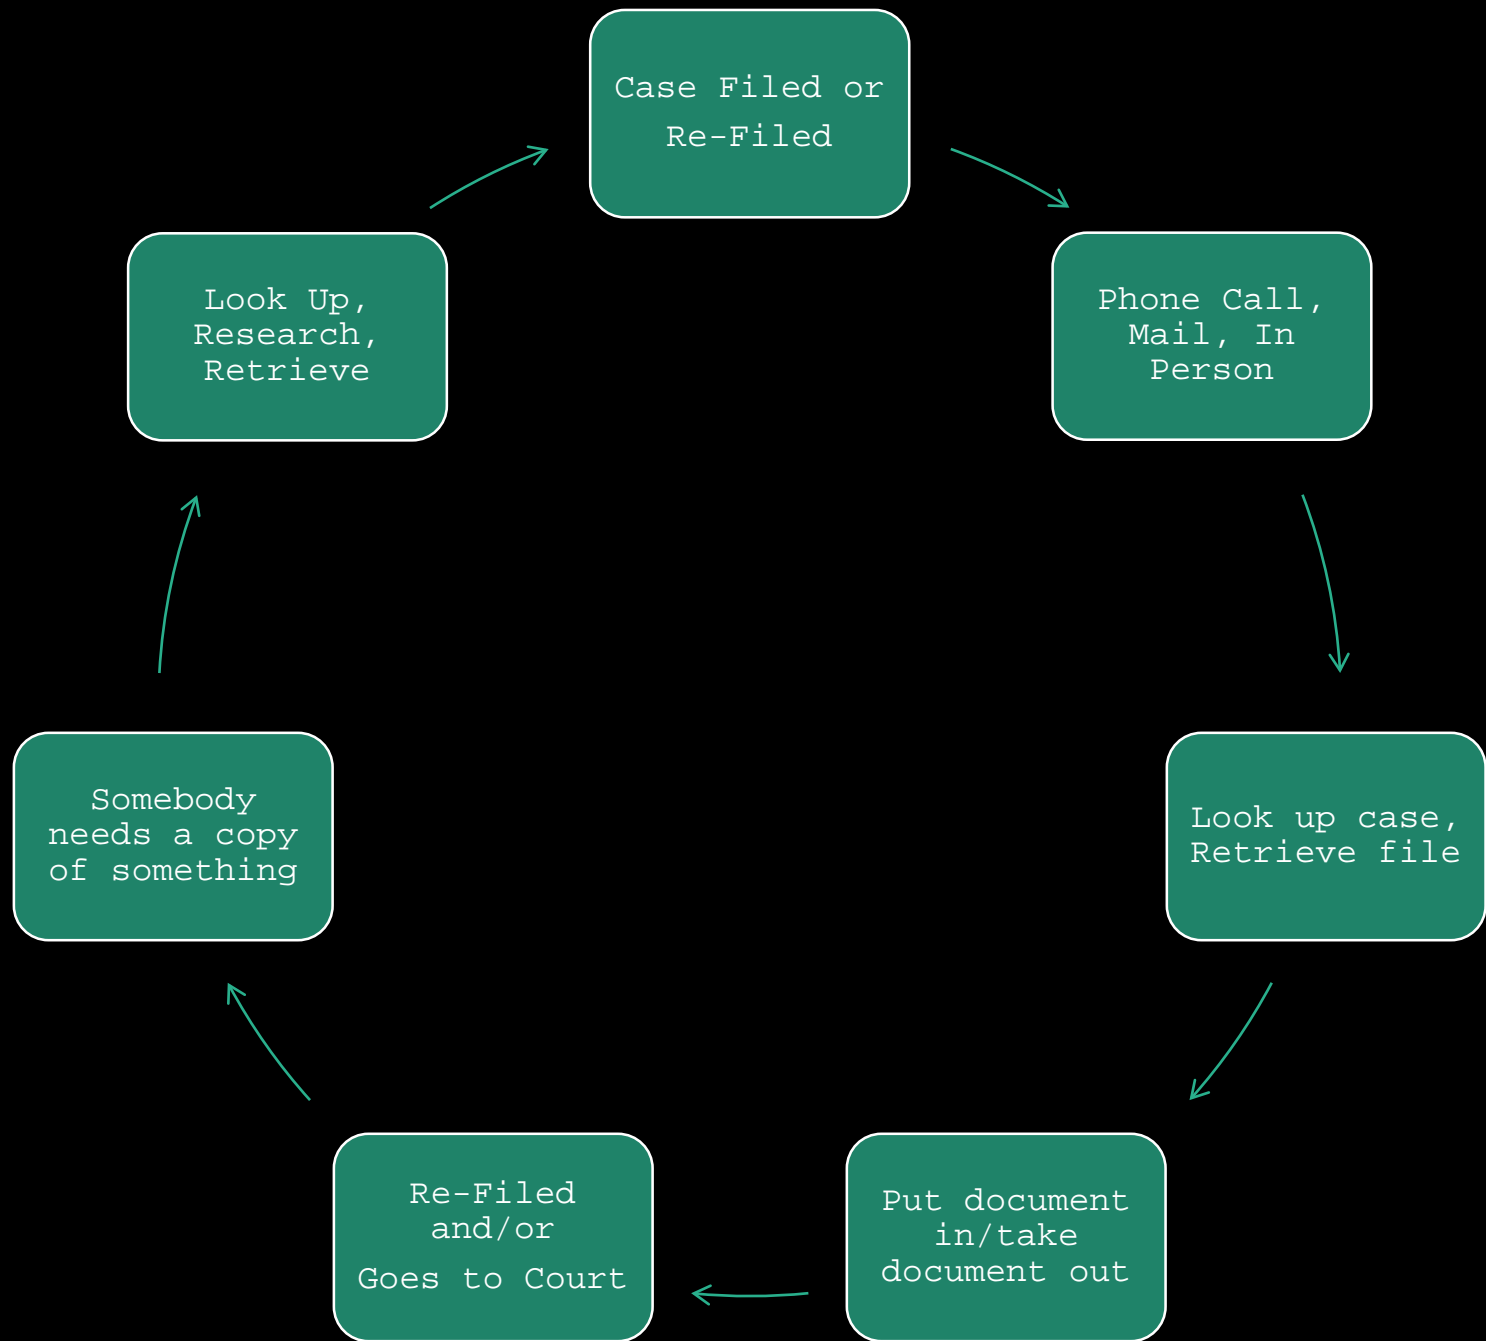 Case Filed or
Re-Filed
Phone Call,
Mail, In
Person
Look up case,
Retrieve file
Put document
in/take
document out
Re-Filed
and/or
Goes to Court
Somebody
needs a copy
of something
Look Up,
Research,
Retrieve